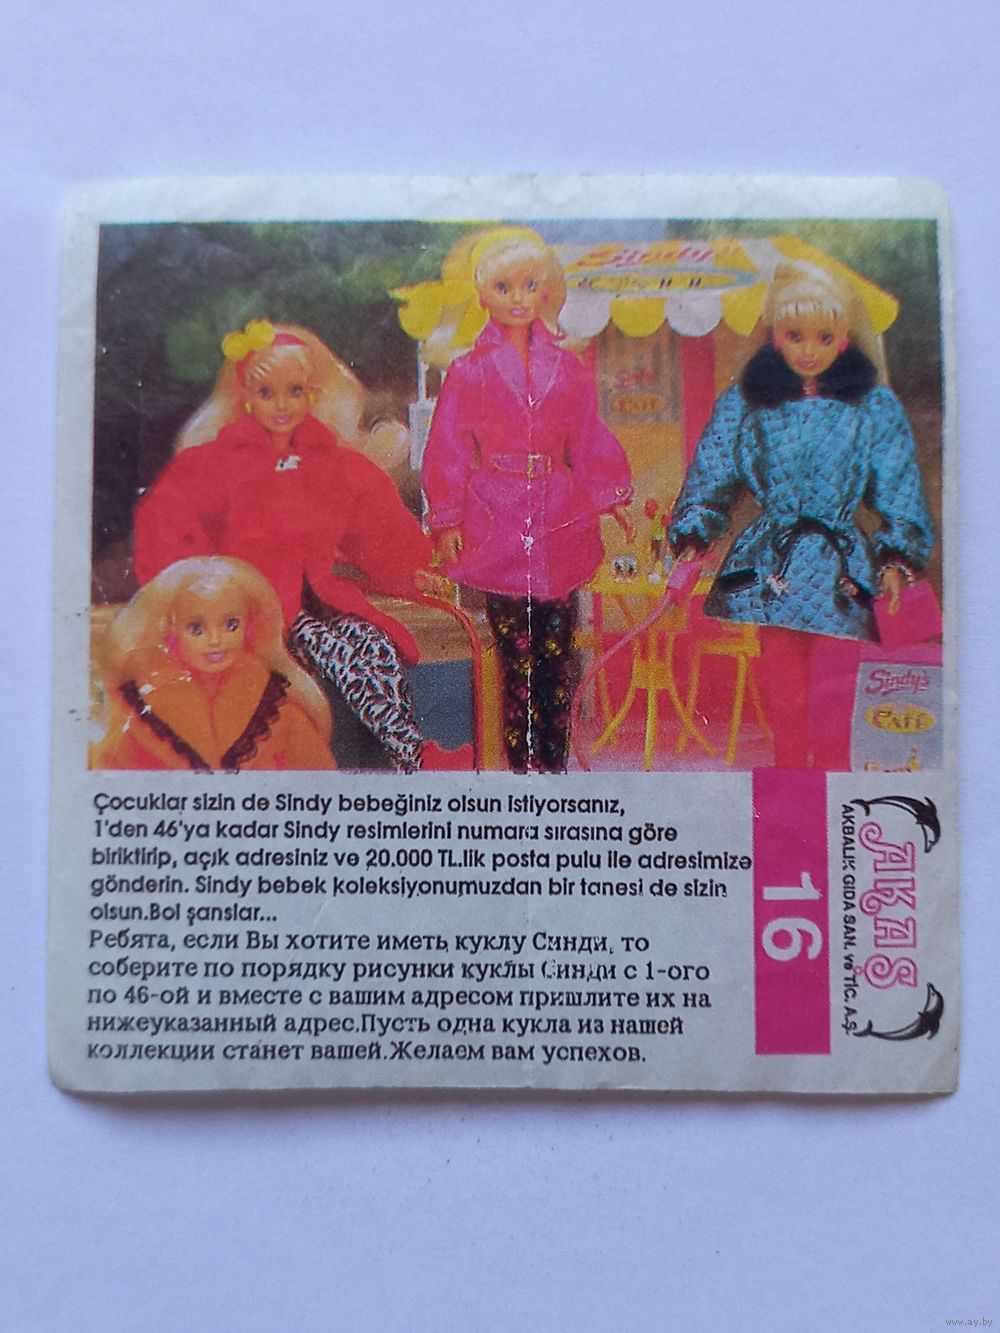 Sindy
Sindy's
CAFÉ
Çocuklar sizin de Sindy bebeğiniz olsun istiyorsanız,
1'den 46'ya kadar Sindy resimlerini numara sırasına göre
biriktirip, açık adresiniz ve 20.000 TL.lik posta pulu ile adresimize
gönderin. Sindy bebek koleksiyonumuzdan bir tanesi de sizin
olsun.Bol şanslar...
Ребята, если Вы хотите иметь куклу Синди, то
соберите по порядку рисунки куклы Синди с 1-ого
по 46-ой и вместе с вашим адресом пришлите их на
нижеуказанный адрес.Пусть одна кукла из нашей
коллекции станет вашей.Желаем вам успехов.
16
AKAŞ
AKBALIK GIDA SAN. ve TİC. A.Ş.
www.ay.by